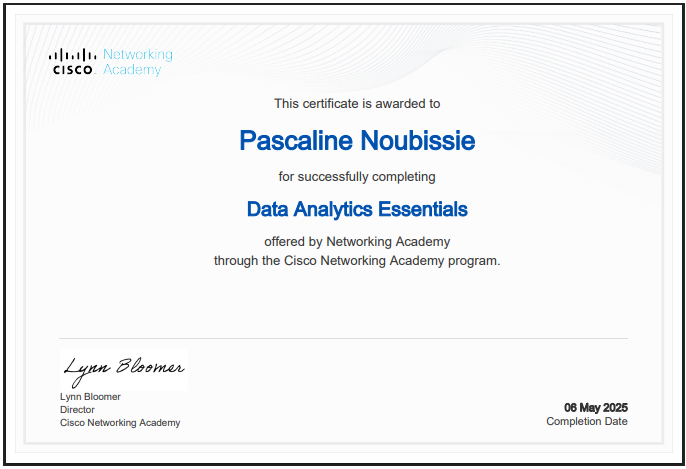 Networking
CISCO Academy
This certificate is awarded to
Pascaline Noubissie
for successfully completing
Data Analytics Essentials
offered by Networking Academy
through the Cisco Networking Academy program.
Lynn Bloomer
Lynn Bloomer
Director
Cisco Networking Academy
06 May 2025
Completion Date